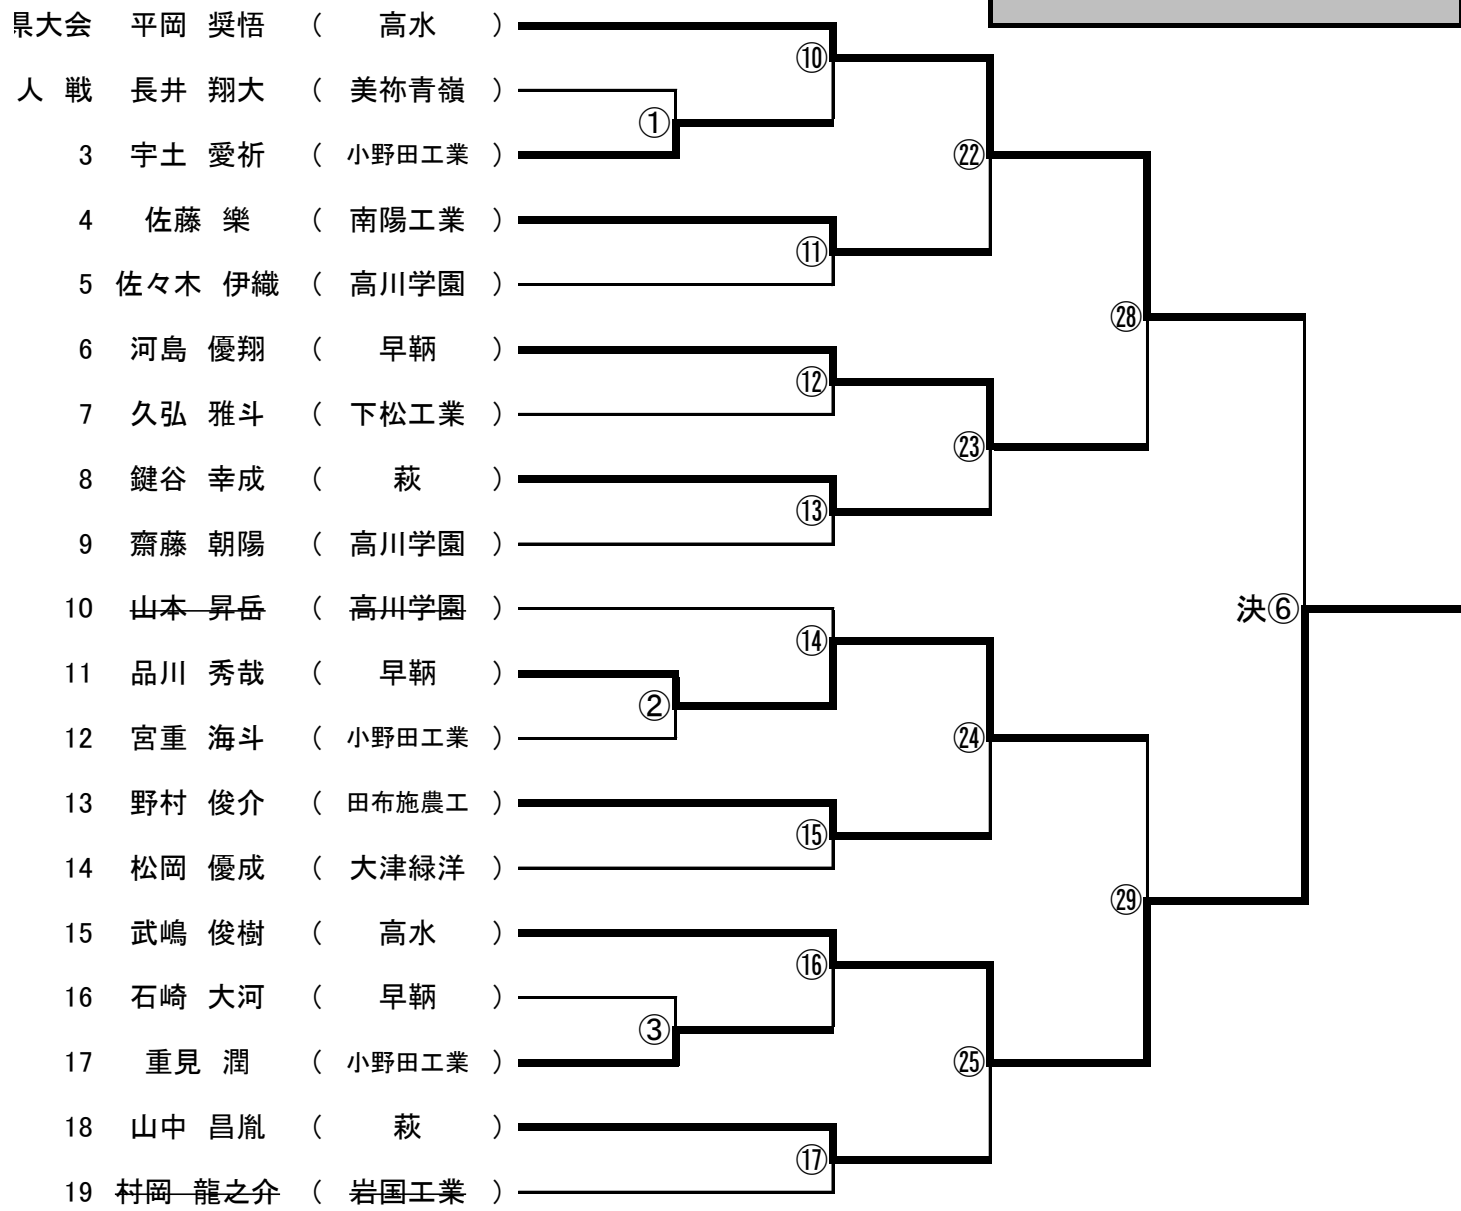 県大会 平岡 奨悟 ( 高水 )
⑩
人 戦 長井 翔大 ( 美祢青嶺 )
①
3 宇土 愛祈 ( 小野田工業 )
㉒
4 佐藤 樂 ( 南陽工業 )
⑪
5 佐々木 伊織 ( 高川学園 )
㉘
6 河島 優翔 ( 早鞆 )
⑫
7 久弘 雅斗 ( 下松工業 )
㉓
8 鍵谷 幸成 ( 萩 )
⑬
9 齋藤 朝陽 ( 高川学園 )
10 山本 昇岳 ( 高川学園 )
決⑥
⑭
11 品川 秀哉 ( 早鞆 )
②
12 宮重 海斗 ( 小野田工業 )
㉔
13 野村 俊介 ( 田布施農工 )
⑮
14 松岡 優成 ( 大津緑洋 )
㉙
15 武嶋 俊樹 ( 高水 )
⑯
16 石崎 大河 ( 早鞆 )
③
17 重見 潤 ( 小野田工業 )
㉕
18 山中 昌胤 ( 萩 )
⑰
19 村岡 龍之介 ( 岩国工業 )